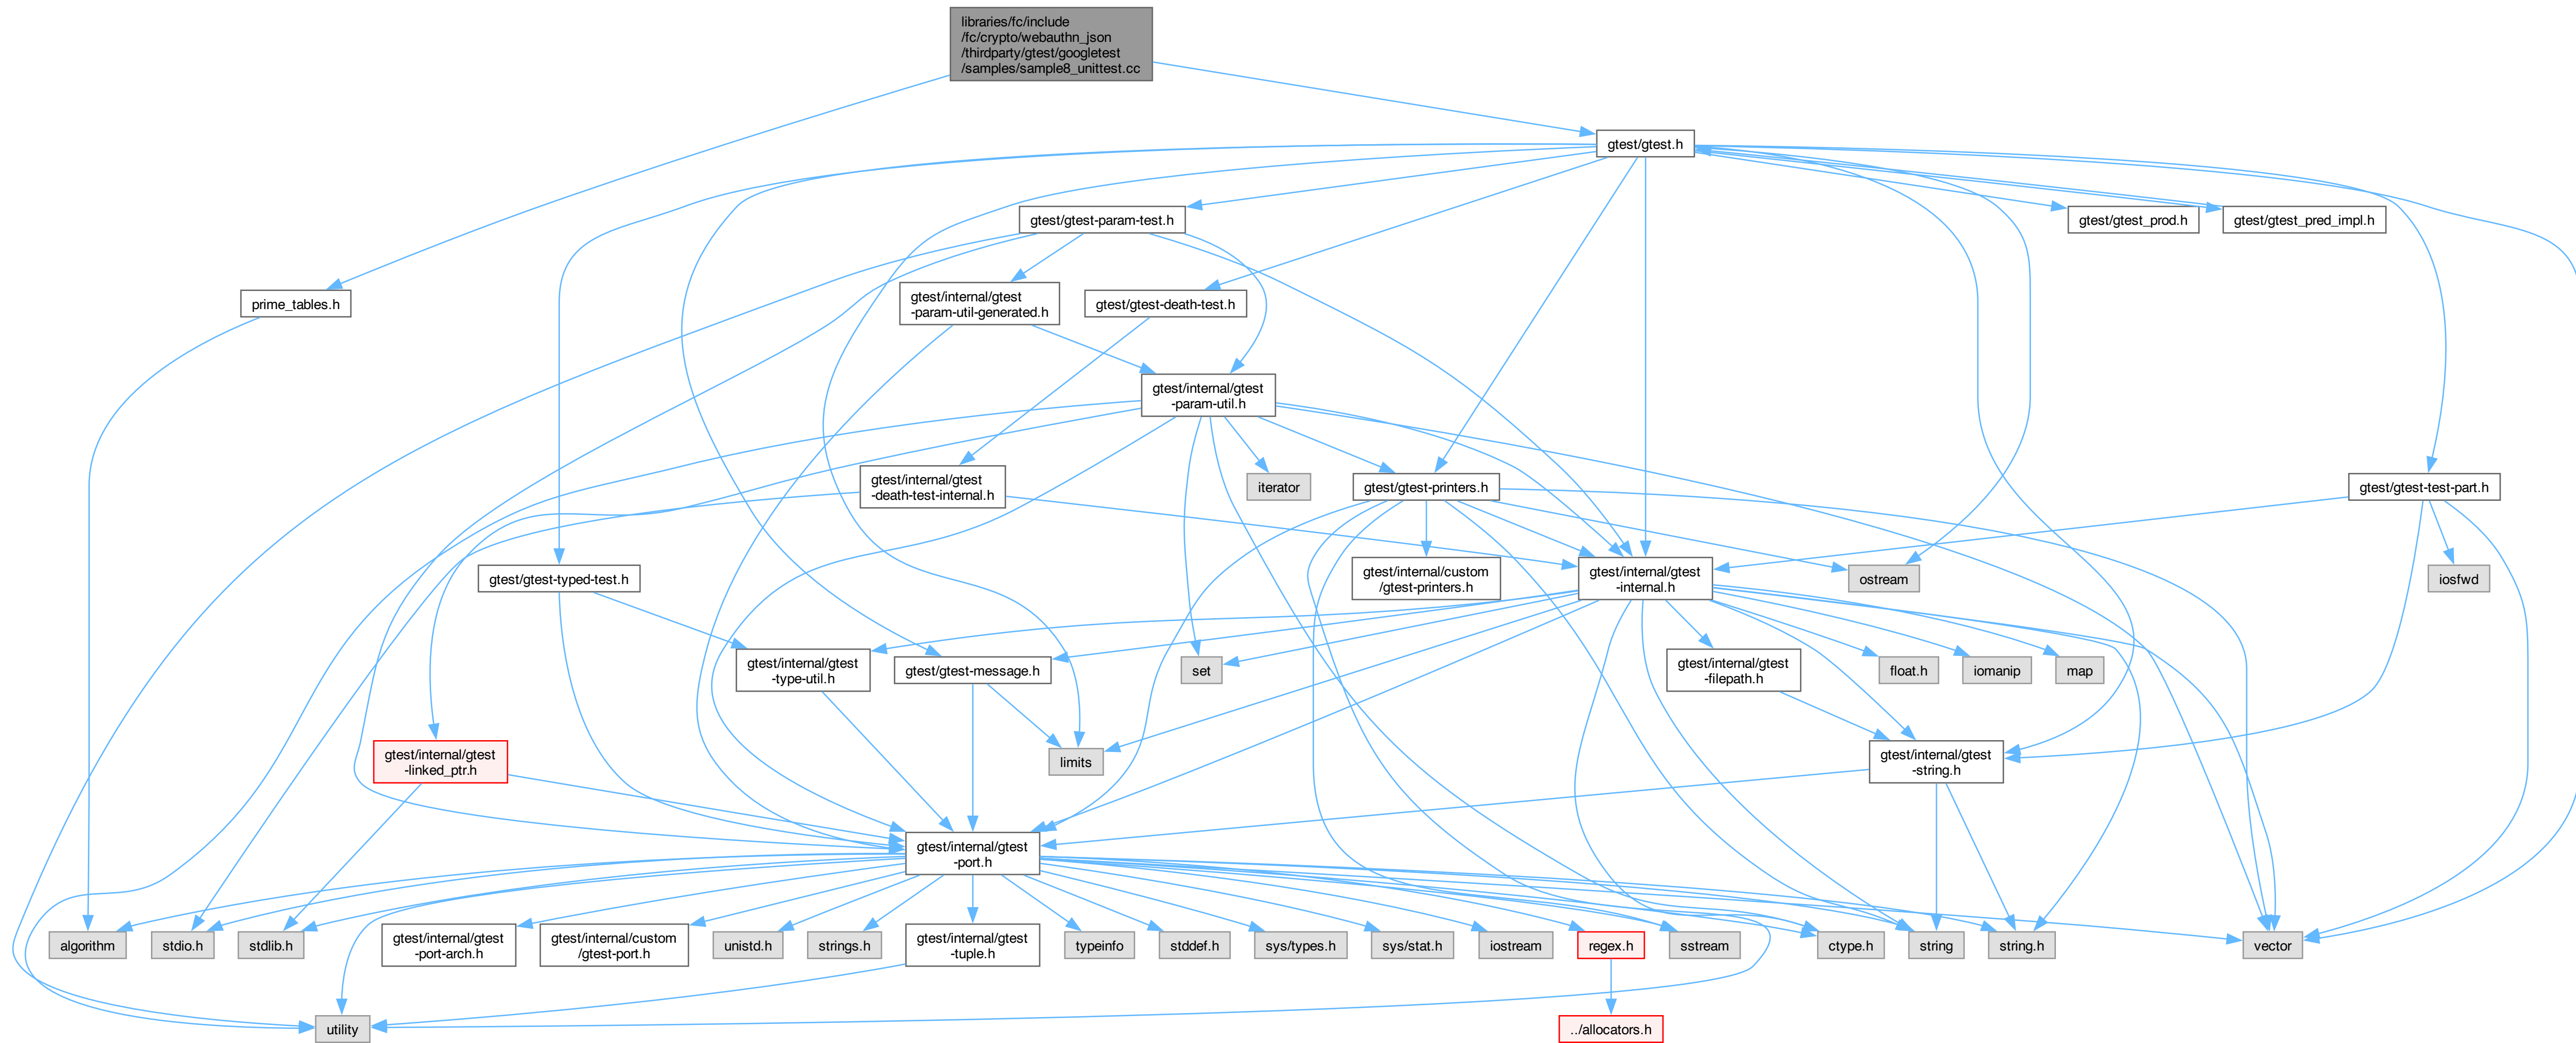 libraries/fc/include
/fc/crypto/webauthn_json
/thirdparty/gtest/googletest
/samples/sample8_unittest.cc
gtest/gtest.h
gtest/gtest-param-test.h
gtest/gtest_prod.h
gtest/gtest_pred_impl.h
prime_tables.h
gtest/internal/gtest
-param-util-generated.h
gtest/gtest-death-test.h
gtest/internal/gtest
-param-util.h
gtest/internal/gtest
-death-test-internal.h
iterator
gtest/gtest-printers.h
gtest/gtest-test-part.h
gtest/gtest-typed-test.h
gtest/internal/custom
/gtest-printers.h
gtest/internal/gtest
-internal.h
ostream
iosfwd
gtest/internal/gtest
-type-util.h
gtest/gtest-message.h
set
gtest/internal/gtest
-filepath.h
float.h
iomanip
map
gtest/internal/gtest
-linked_ptr.h
limits
gtest/internal/gtest
-string.h
gtest/internal/gtest
-port.h
algorithm
stdio.h
stdlib.h
gtest/internal/gtest
-port-arch.h
gtest/internal/custom
/gtest-port.h
unistd.h
strings.h
gtest/internal/gtest
-tuple.h
typeinfo
stddef.h
sys/types.h
sys/stat.h
iostream
regex.h
sstream
ctype.h
string
string.h
vector
utility
../allocators.h